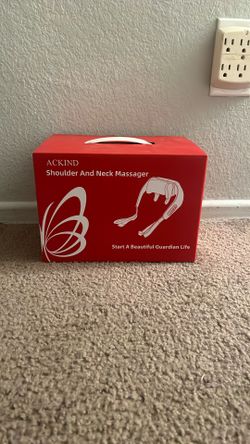 ACKIND
Shoulder And Neck Massager
Start A Beautiful Guardian Life